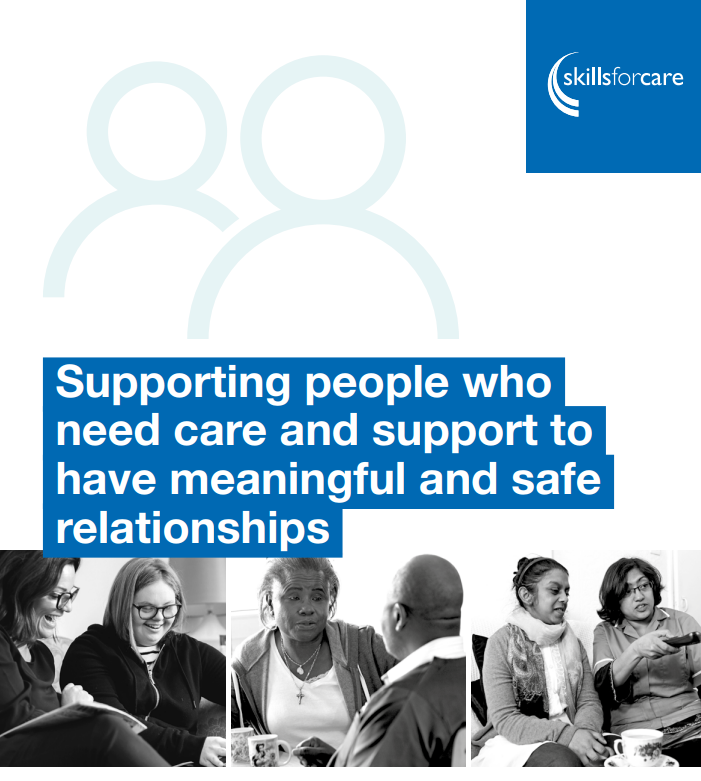 skillsforcare
Supporting people who
need care and support to
have meaningful and safe
relationships